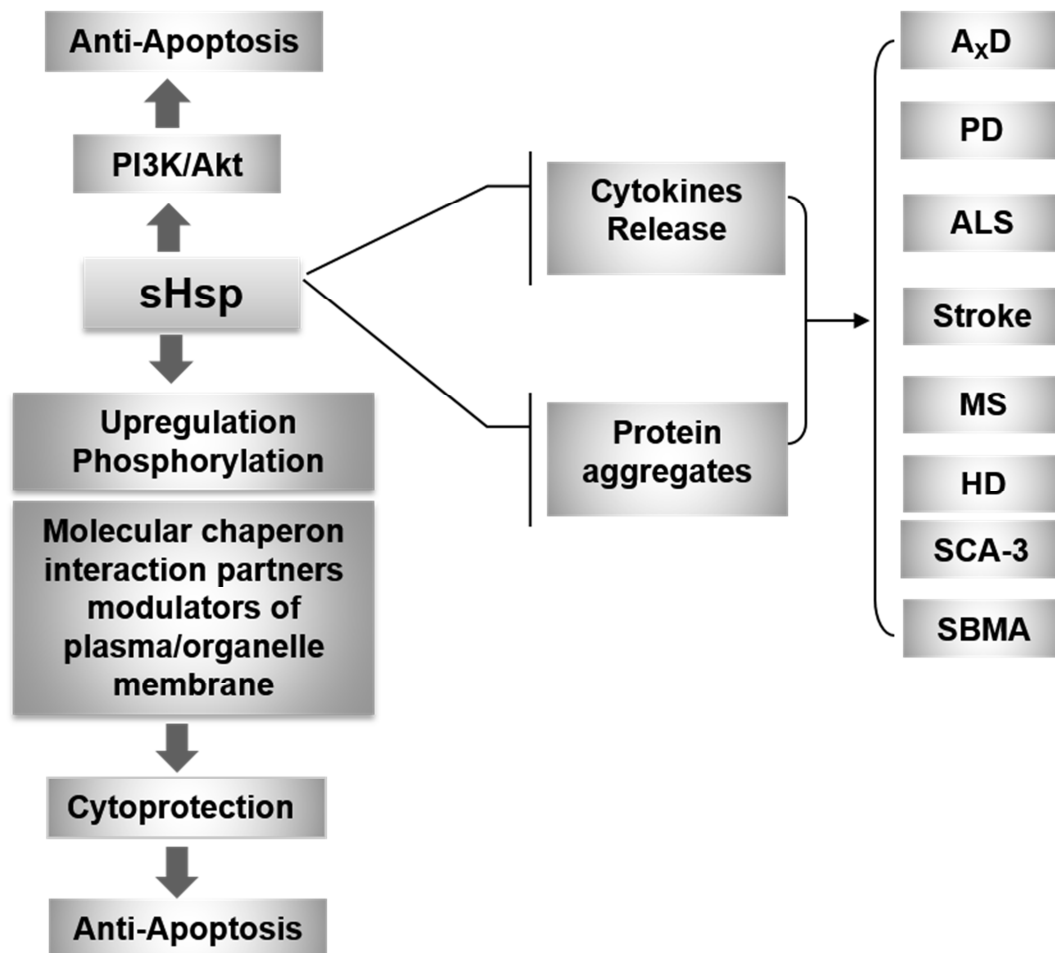 Anti-Apoptosis
PI3K/Akt
sHsp
Upregulation
Phosphorylation
Molecular chaperon
interaction partners
modulators of
plasma/organelle
membrane
Cytoprotection
Anti-Apoptosis
Cytokines
Release
Protein
aggregates
AxD
PD
ALS
Stroke
MS
HD
SCA-3
SBMA